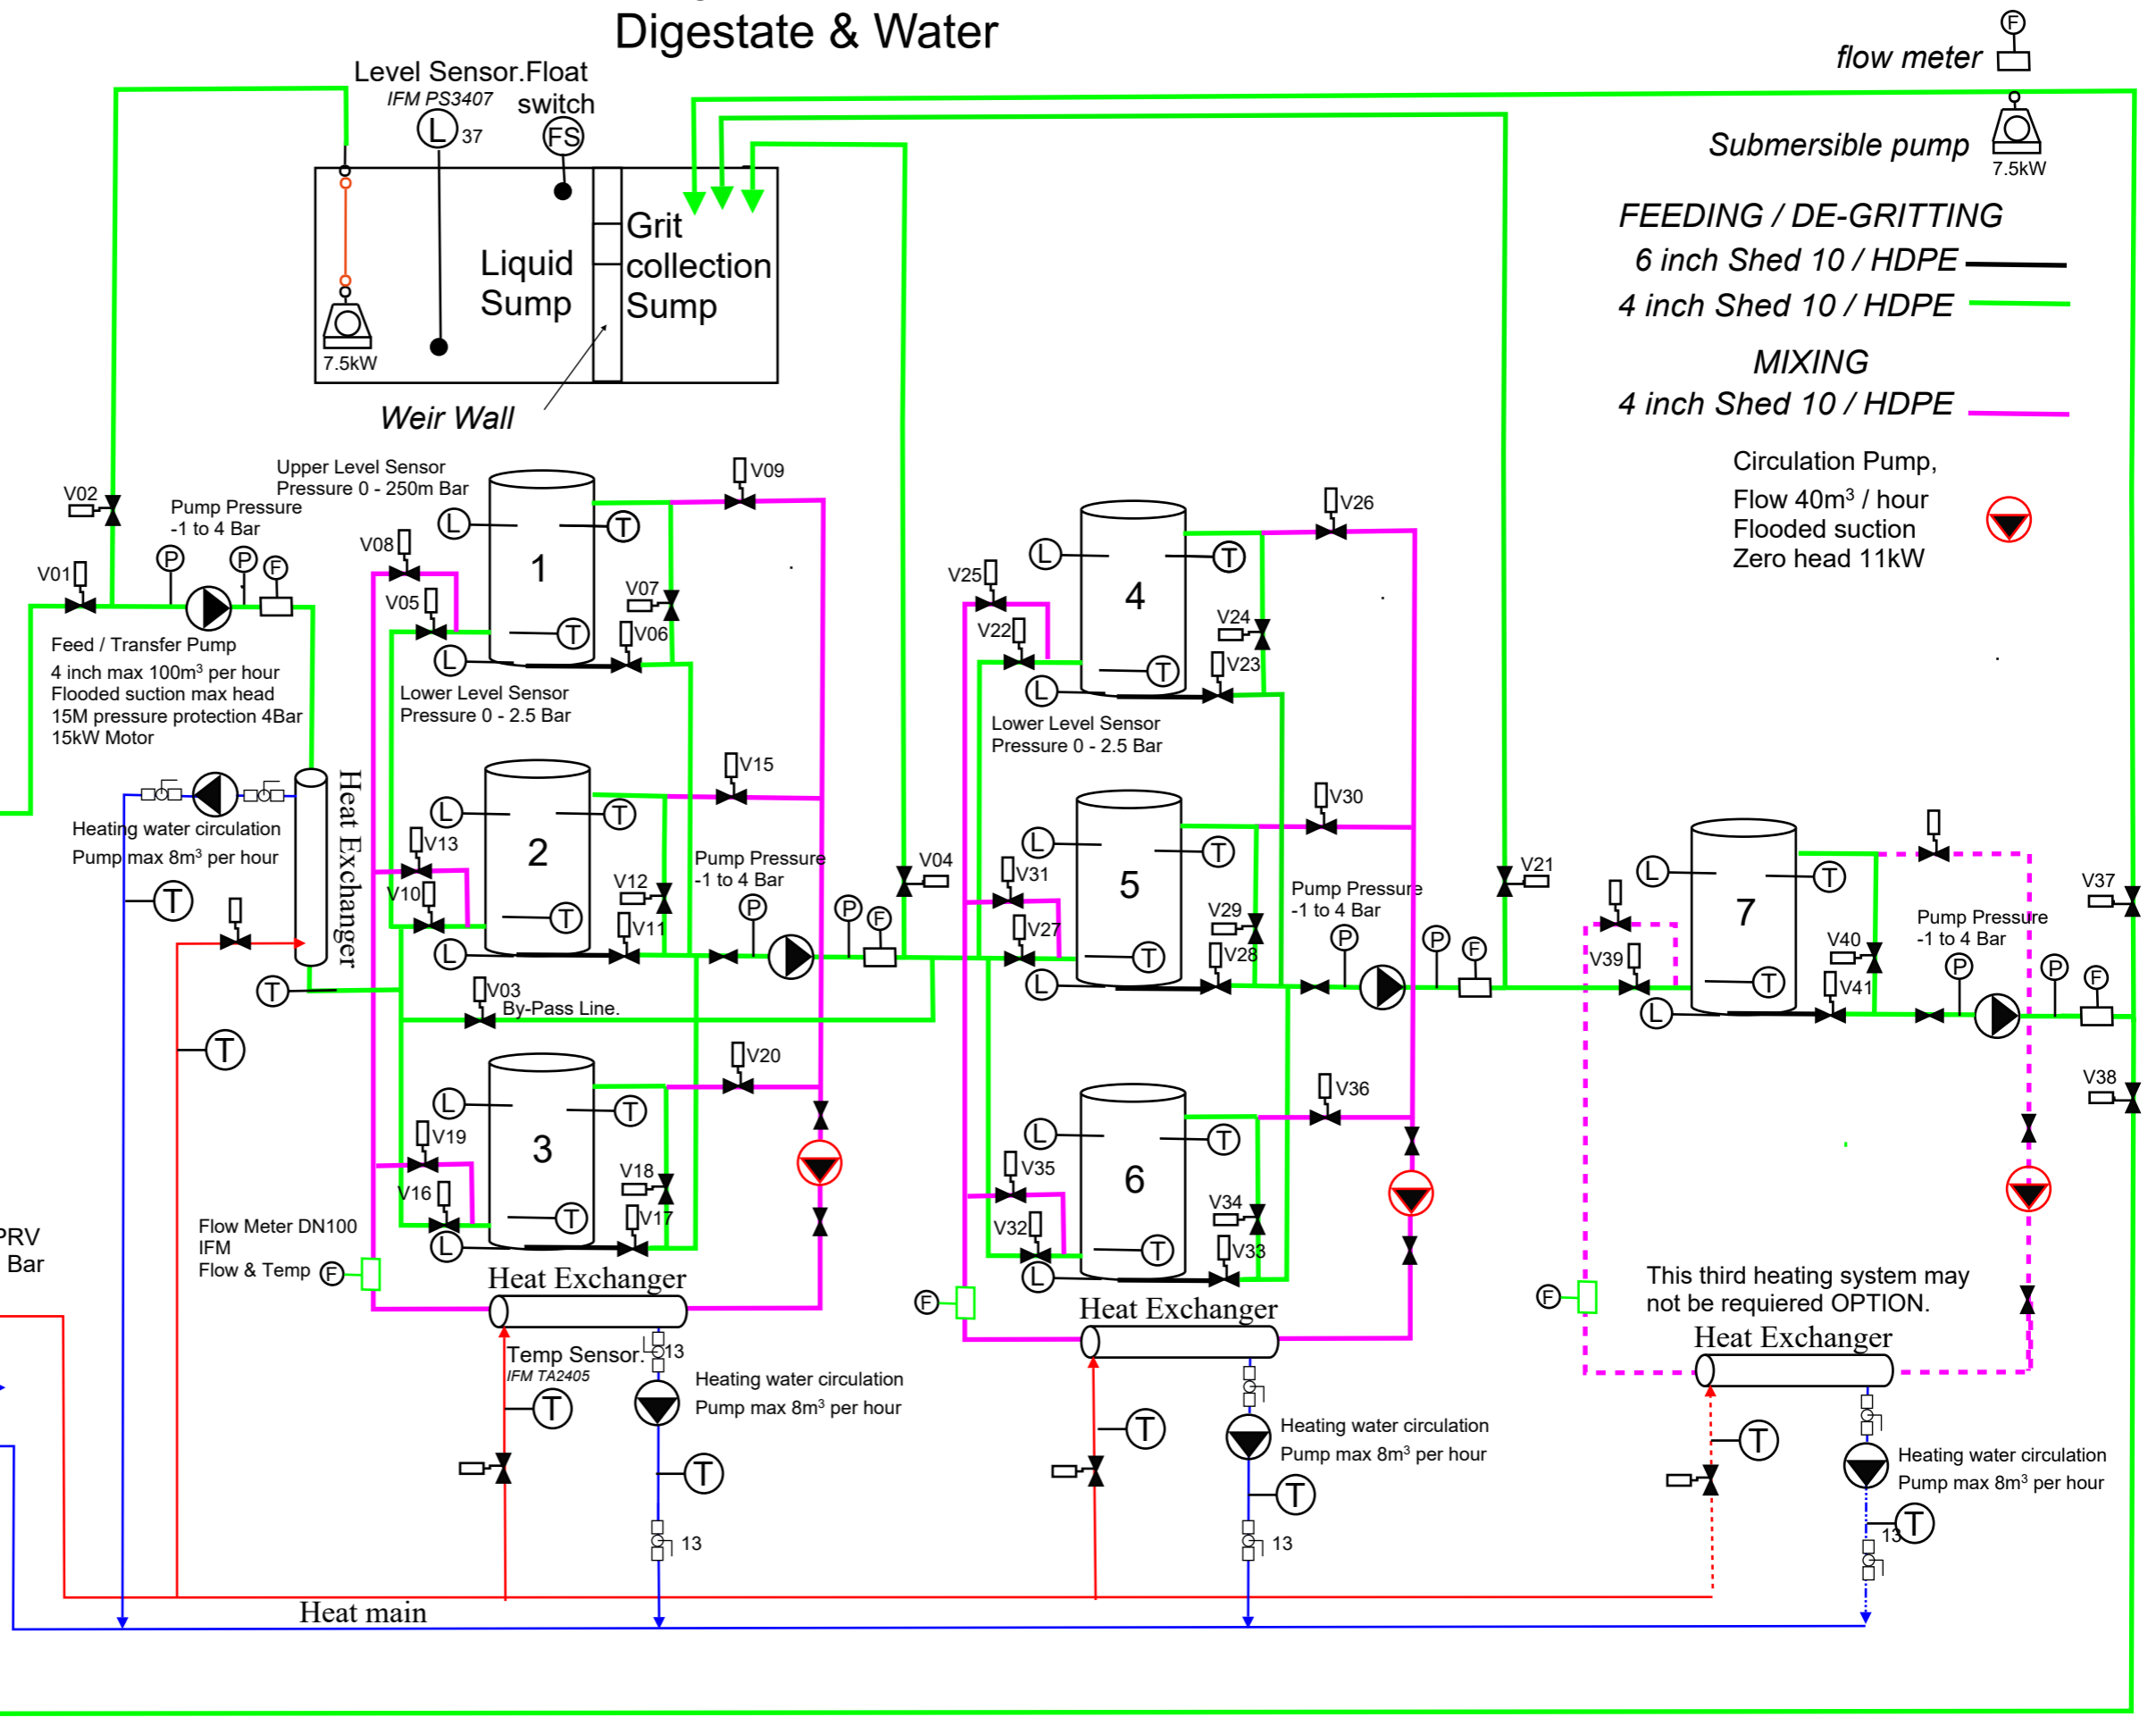 Digestate & Water
Level Sensor.Float
switch
IFM PS3407
L
37
FS
Liquid
Sump
Grit
collection
Sump
7.5kW
Weir Wall
F
flow meter
Submersible pump
7.5kW
FEEDING / DE-GRITTING
6 inch Shed 10 / HDPE
4 inch Shed 10 / HDPE
MIXING
4 inch Shed 10 / HDPE
Circulation Pump,
Flow 40m³ / hour
Flooded suction
Zero head 11kW
V02
Pump Pressure
-1 to 4 Bar
V01
P
P
F
Feed / Transfer Pump
4 inch max 100m³ per hour
Flooded suction max head
15M pressure protection 4Bar
15kW Motor
Heating water circulation
Pump max 8m³ per hour
T
Heat Exchanger
T
T
Upper Level Sensor
Pressure 0 - 250m Bar
V09
V08
L
T
1
V05
V07
V06
T
L
Lower Level Sensor
Pressure 0 - 2.5 Bar
V15
L
T
2
V13
V10
V12
V11
T
L
Pump Pressure
-1 to 4 Bar
P
P
F
V04
V03
By-Pass Line.
V20
L
T
3
V19
V16
V18
V17
T
L
Flow Meter DN100
IFM
Flow & Temp
F
Heat Exchanger
Temp Sensor.
IFM TA2405
13
T
Heating water circulation
Pump max 8m³ per hour
T
13
V26
V25
L
T
4
V22
V24
V23
T
L
Lower Level Sensor
Pressure 0 - 2.5 Bar
V30
L
T
5
V31
V27
V29
V28
T
L
Pump Pressure
-1 to 4 Bar
P
P
F
V21
V36
L
T
6
V35
V32
V34
V33
T
L
F
Heat Exchanger
T
Heating water circulation
Pump max 8m³ per hour
T
13
L
T
7
V39
V40
V41
T
L
Pump Pressure
-1 to 4 Bar
P
P
F
V37
V38
F
This third heating system may
not be requiered OPTION.
Heat Exchanger
T
Heating water circulation
Pump max 8m³ per hour
T
13
PRV
Bar
Heat main